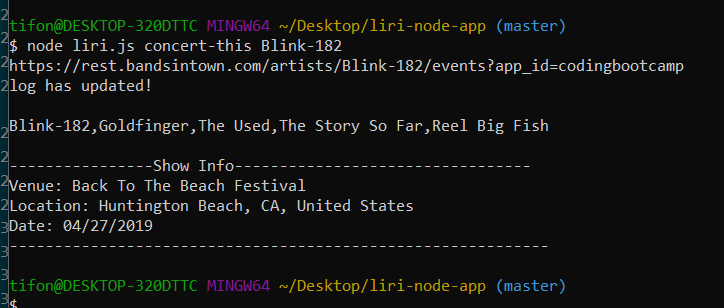 tifon@DESKTOP-320DTTC MINGW64 ~/Desktop/liri-node-app (master)
$ node liri.js concert-this Blink-182
https://rest.bandsintown.com/artists/Blink-182/events?app_id=codingbootcamp
log has updated!
Blink-182,Goldfinger,The Used,The Story So Far,Reel Big Fish
----------------Show Info---------------------------------
Venue: Back To The Beach Festival
Location: Huntington Beach, CA, United States
Date: 04/27/2019
------------------------------------------------------------
tifon@DESKTOP-320DTTC MINGW64 ~/Desktop/liri-node-app (master)
$